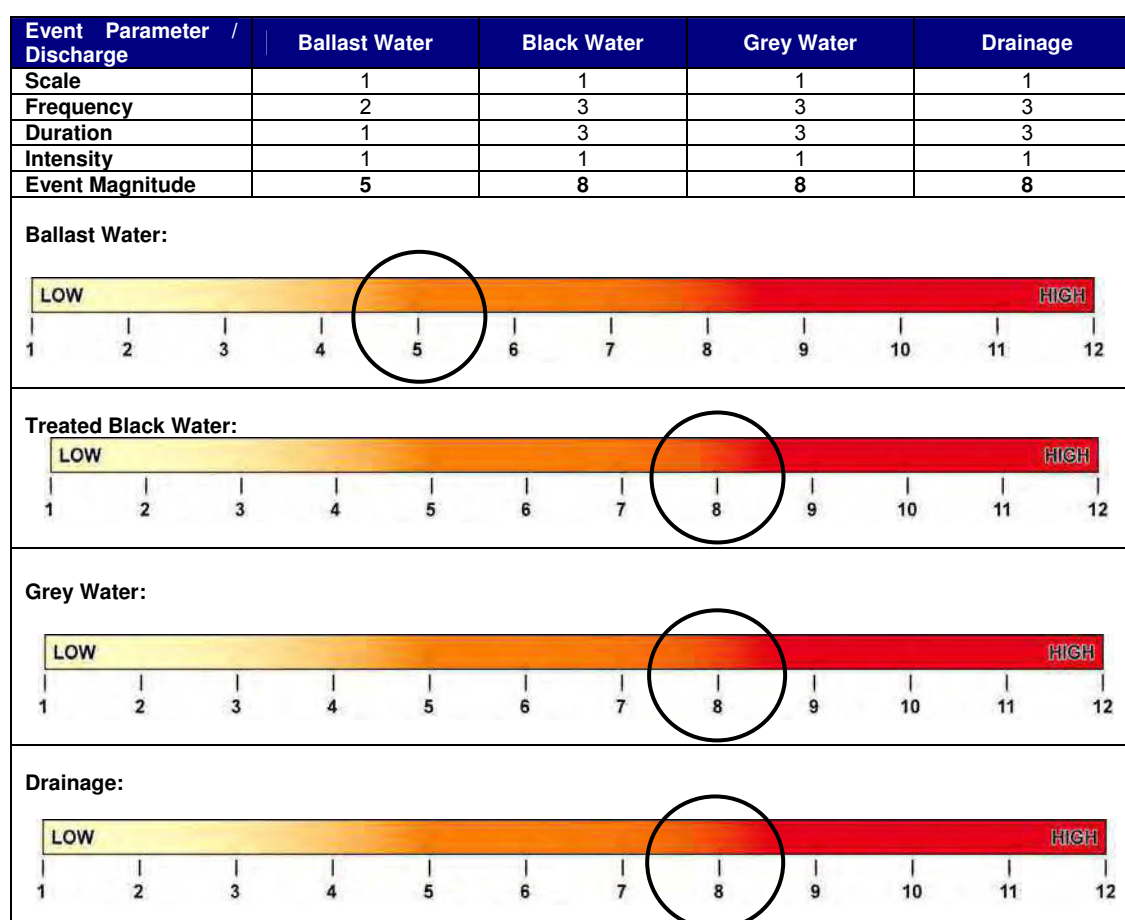 Event Parameter /
Discharge
Ballast Water Black Water Grey Water Drainage
Scale 1 1 1 1
Frequency 2 3 3 3
Duration 1 3 3 3
Intensity 1 1 1 1
Event Magnitude 5 8 8 8
Ballast Water:
LOW HIGH
1 2 3 4 5 6 7 8 9 10 11 12
Treated Black Water:
LOW HIGH
1 2 3 4 5 6 7 8 9 10 11 12
Grey Water:
LOW HIGH
1 2 3 4 5 6 7 8 9 10 11 12
Drainage:
LOW HIGH
1 2 3 4 5 6 7 8 9 10 11 12